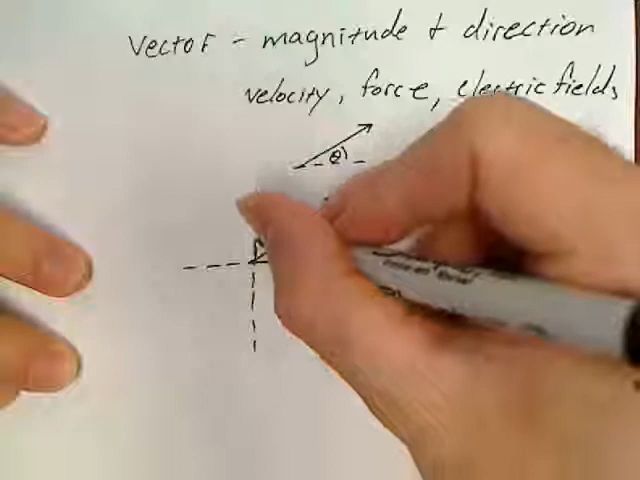 vector - magnitude + direction
velocity, force, electric fields
θ